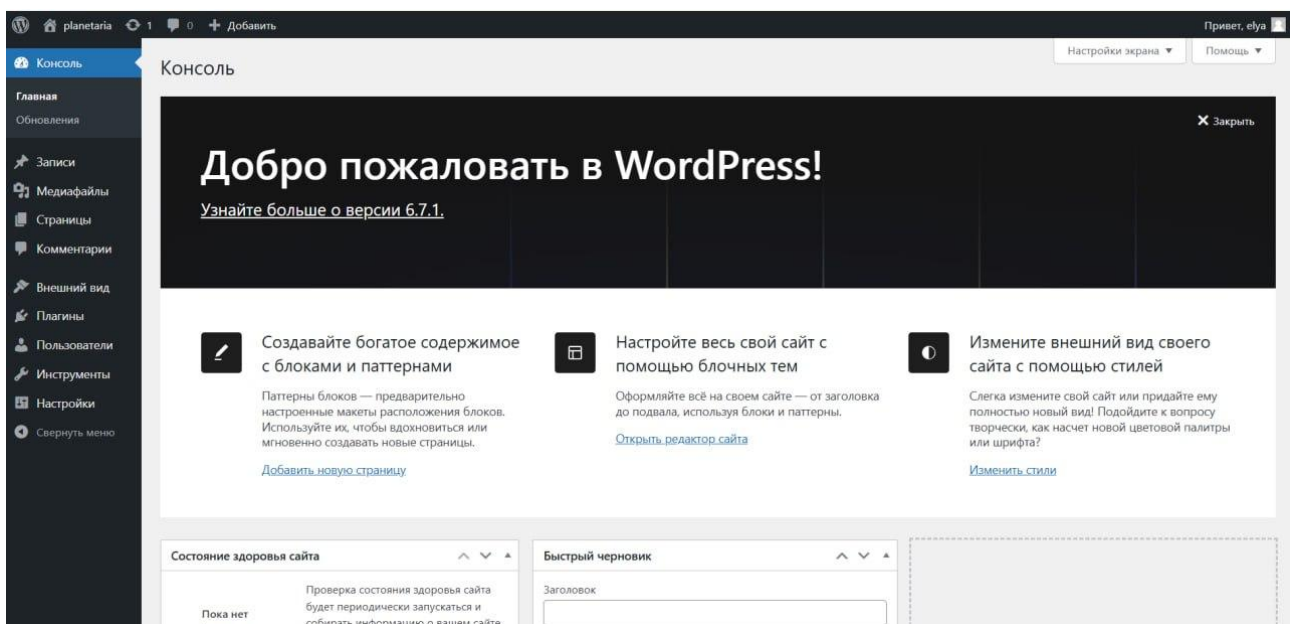 planetaria 1 0 + Добавить
Привет, elya
Консоль
Главная
Обновления
Записи
Медиафайлы
Страницы
Комментарии
Внешний вид
Плагины
Пользователи
Инструменты
Настройки
Свернуть меню
Настройки экрана ▼
Помощь ▼
Консоль
Закрыть
Добро пожаловать в WordPress!
Узнайте больше о версии 6.7.1.
Создавайте богатое содержимое
с блоками и паттернами
Паттерны блоков — предварительно
настроенные макеты расположения блоков.
Используйте их, чтобы вдохновиться или
мгновенно создавать новые страницы.
Добавить новую страницу
Настройте весь свой сайт с
помощью блочных тем
Оформляйте всё на своем сайте — от заголовка
до подвала, используя блоки и паттерны.
Открыть редактор сайта
Измените внешний вид своего
сайта с помощью стилей
Слегка измените свой сайт или придайте ему
полностью новый вид! Подойдите к вопросу
творчески, как насчет новой цветовой палитры
или шрифта?
Изменить стили
Состояние здоровья сайта
Пока нет
Проверка состояния здоровья сайта
будет периодически запускаться и
собирать информацию о вашем сайте
Быстрый черновик
Заголовок